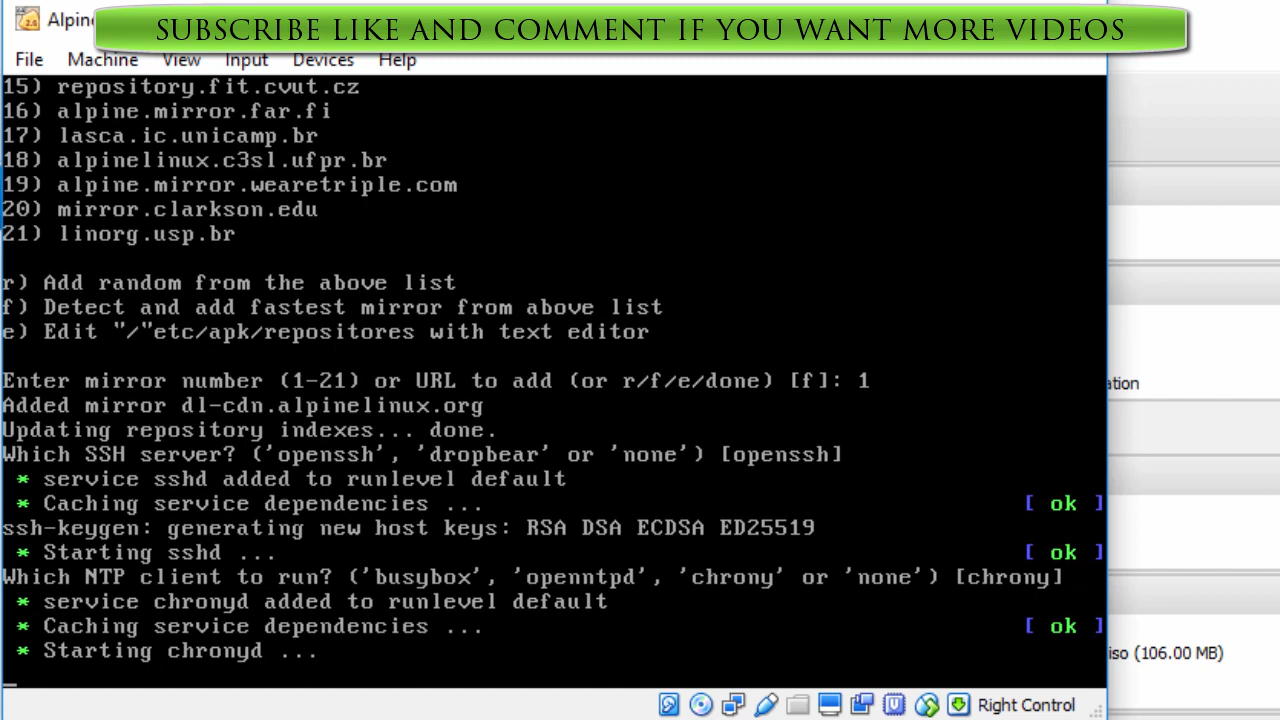 Alpin
SUBSCRIBE LIKE AND COMMENT IF YOU WANT MORE VIDEOS
File Machine View Input Devices Help
15) repository.fit.cvut.cz
16) alpine.mirror.far.fi
17) lasca.ic.unicamp.br
18) alpinelinux.c3sl.ufpr.br
19) alpine.mirror.wearetriple.com
20) mirror.clarkson.edu
21) linorg.usp.br
r) Add random from the above list
f) Detect and add fastest mirror from above list
e) Edit "/"etc/apk/repositores with text editor
Enter mirror number (1-21) or URL to add (or r/f/e/done) [f]: 1
Added mirror dl-cdn.alpinelinux.org
Updating repository indexes... done.
Which SSH server? ('openssh', 'dropbear' or 'none') [openssh]
* service sshd added to runlevel default
* Caching service dependencies ... [ ok ]
ssh-keygen: generating new host keys: RSA DSA ECDSA ED25519
* Starting sshd ... [ ok ]
Which NTP client to run? ('busybox', 'openntpd', 'chrony' or 'none') [chrony]
* service chronyd added to runlevel default
* Caching service dependencies ... [ ok ]
* Starting chronyd ...
ation
iso (106.00 MB)
Right Control